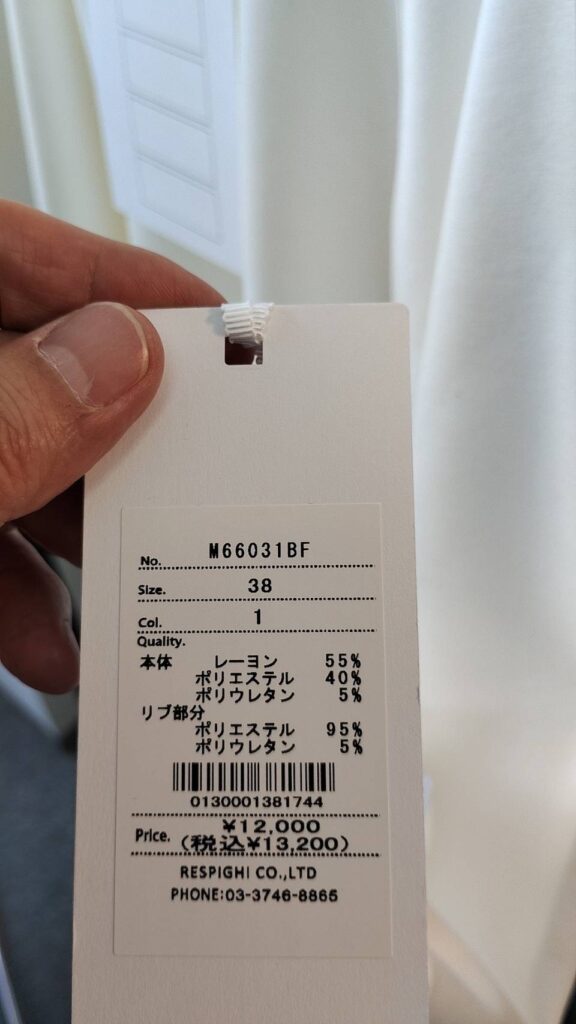 No. M66031BF
Size. 38
Col. 1
Quality.
本体 レーヨン 55%
ポリエステル 40%
ポリウレタン 5%
リブ部分
ポリエステル 95%
ポリウレタン 5%
0130001381744
Price. ¥12,000
(税込¥13,200)
RESPIGHI CO.,LTD
PHONE:03-3746-8865